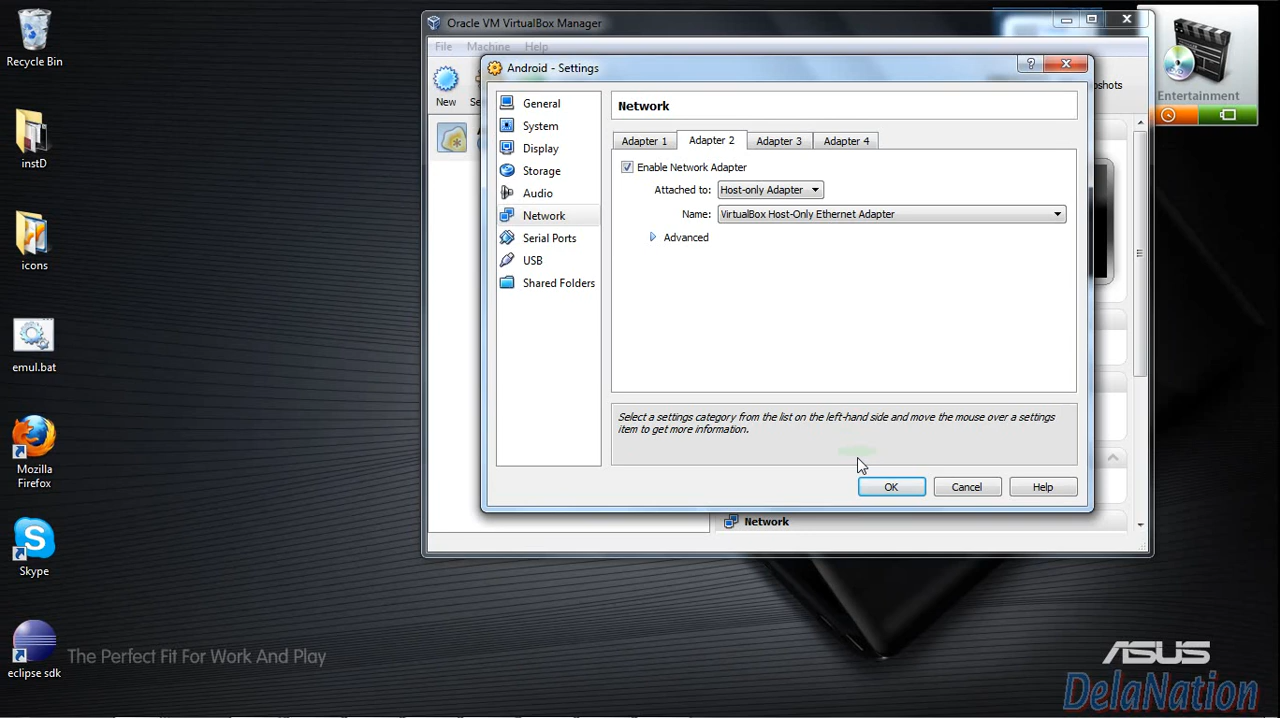 Recycle Bin
instD
icons
emul.bat
Mozilla
Firefox
Skype
eclipse sdk
The Perfect Fit For Work And Play
Oracle VM VirtualBox Manager
File Machine Help
New
Se
pshots
Android - Settings
General
System
Display
Storage
Audio
Network
Serial Ports
USB
Shared Folders
Network
Adapter 1 Adapter 2 Adapter 3 Adapter 4
Enable Network Adapter
Attached to: Host-only Adapter
Name: VirtualBox Host-Only Ethernet Adapter
Advanced
Select a settings category from the list on the left-hand side and move the mouse over a settings
item to get more information.
OK Cancel Help
Network
Entertainment
ASUS
DelaNation